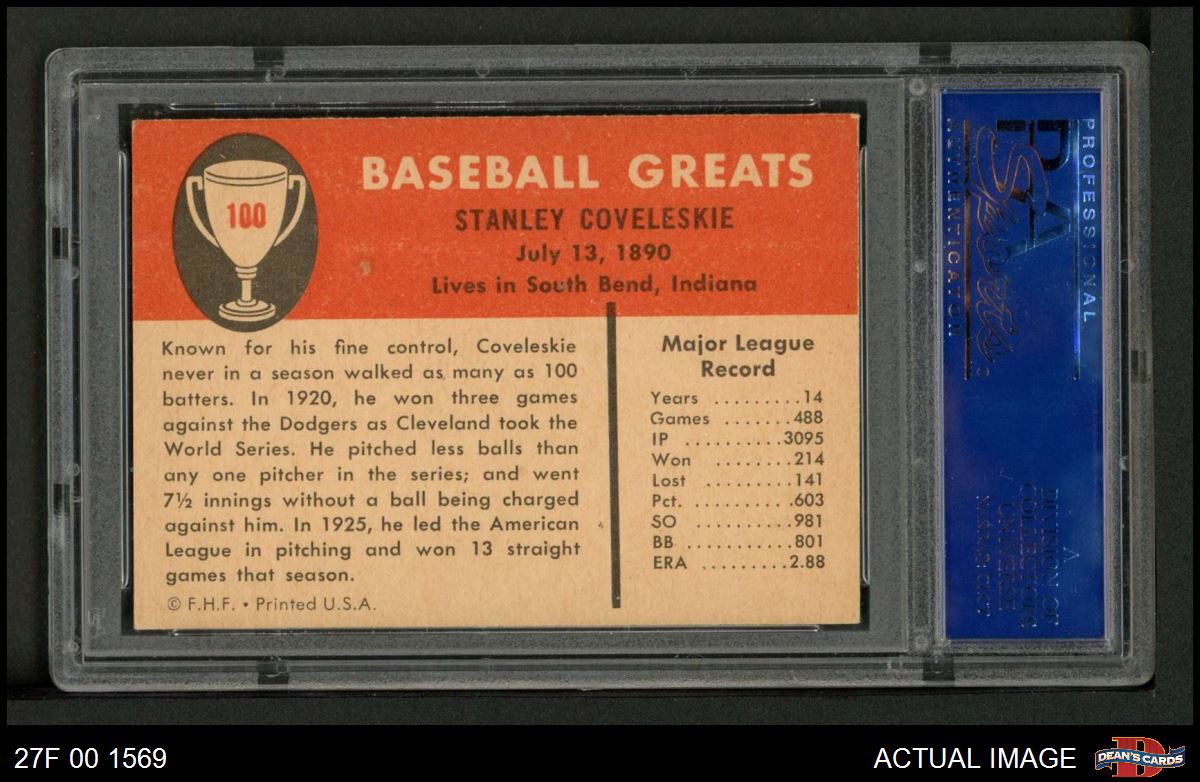 100
BASEBALL GREATS
STANLEY COVELESKIE
July 13, 1890
Lives in South Bend, Indiana
Known for his fine control, Coveleskie
never in a season walked as many as 100
batters. In 1920, he won three games
against the Dodgers as Cleveland took the
World Series. He pitched less balls than
any one pitcher in the series; and went
7½ innings without a ball being charged
against him. In 1925, he led the American
League in pitching and won 13 straight
games that season.
© F.H.F. • Printed U.S.A.
Major League
Record
Years .........14
Games .......488
IP ..........3095
Won ........214
Lost ........141
Pct. ..........603
SO ..........981
BB ..........801
ERA .........2.88
PROFESSIONAL
PSA
Sports
AUTHENTICATOR
A
DIVISION OF
COLLECTORS
UNIVERSE
27F 00 1569
ACTUAL IMAGE
DEAN'S CARDS